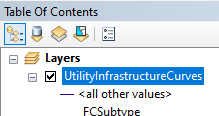 Table Of Contents
Layers
UtilityInfrastructureCurves
<all other values>
FCSubtype